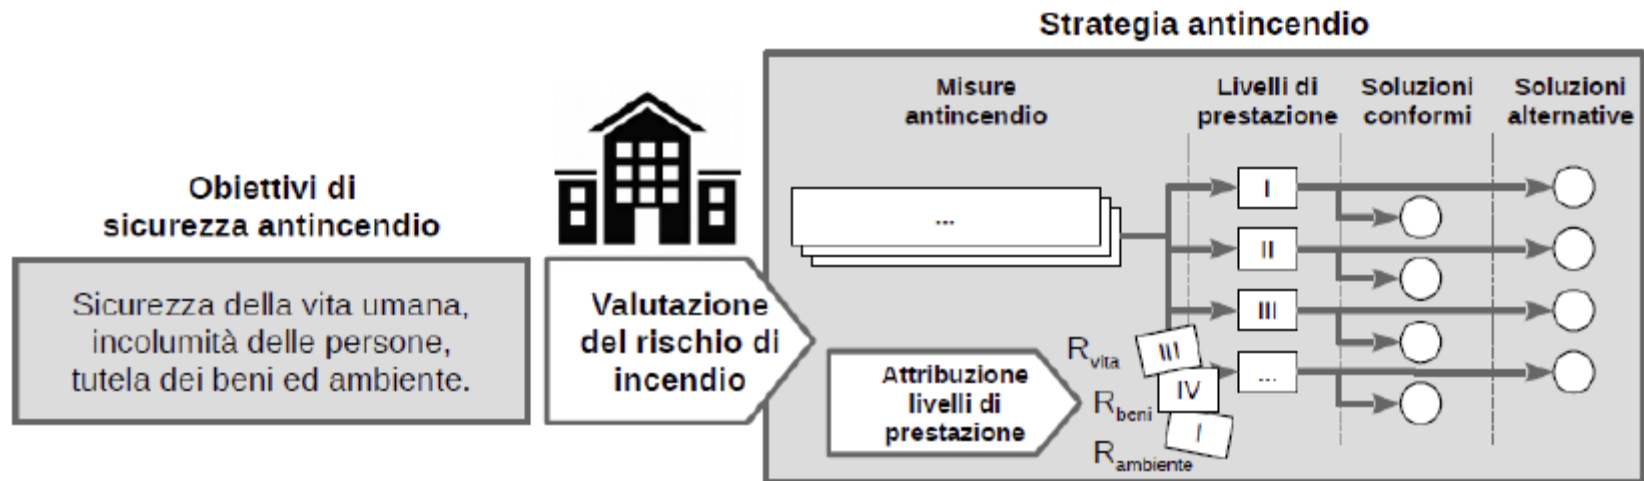 Strategia antincendio
Misure
antincendio
Livelli di
prestazione
Soluzioni
conformi
Soluzioni
alternative
Obiettivi di
sicurezza antincendio
Sicurezza della vita umana,
incolumità delle persone,
tutela dei beni ed ambiente.
Valutazione
del rischio di
incendio
...
I
II
III
...
Attribuzione
livelli di
prestazione
Rvita
Rbeni
Rambiente
III
IV
I